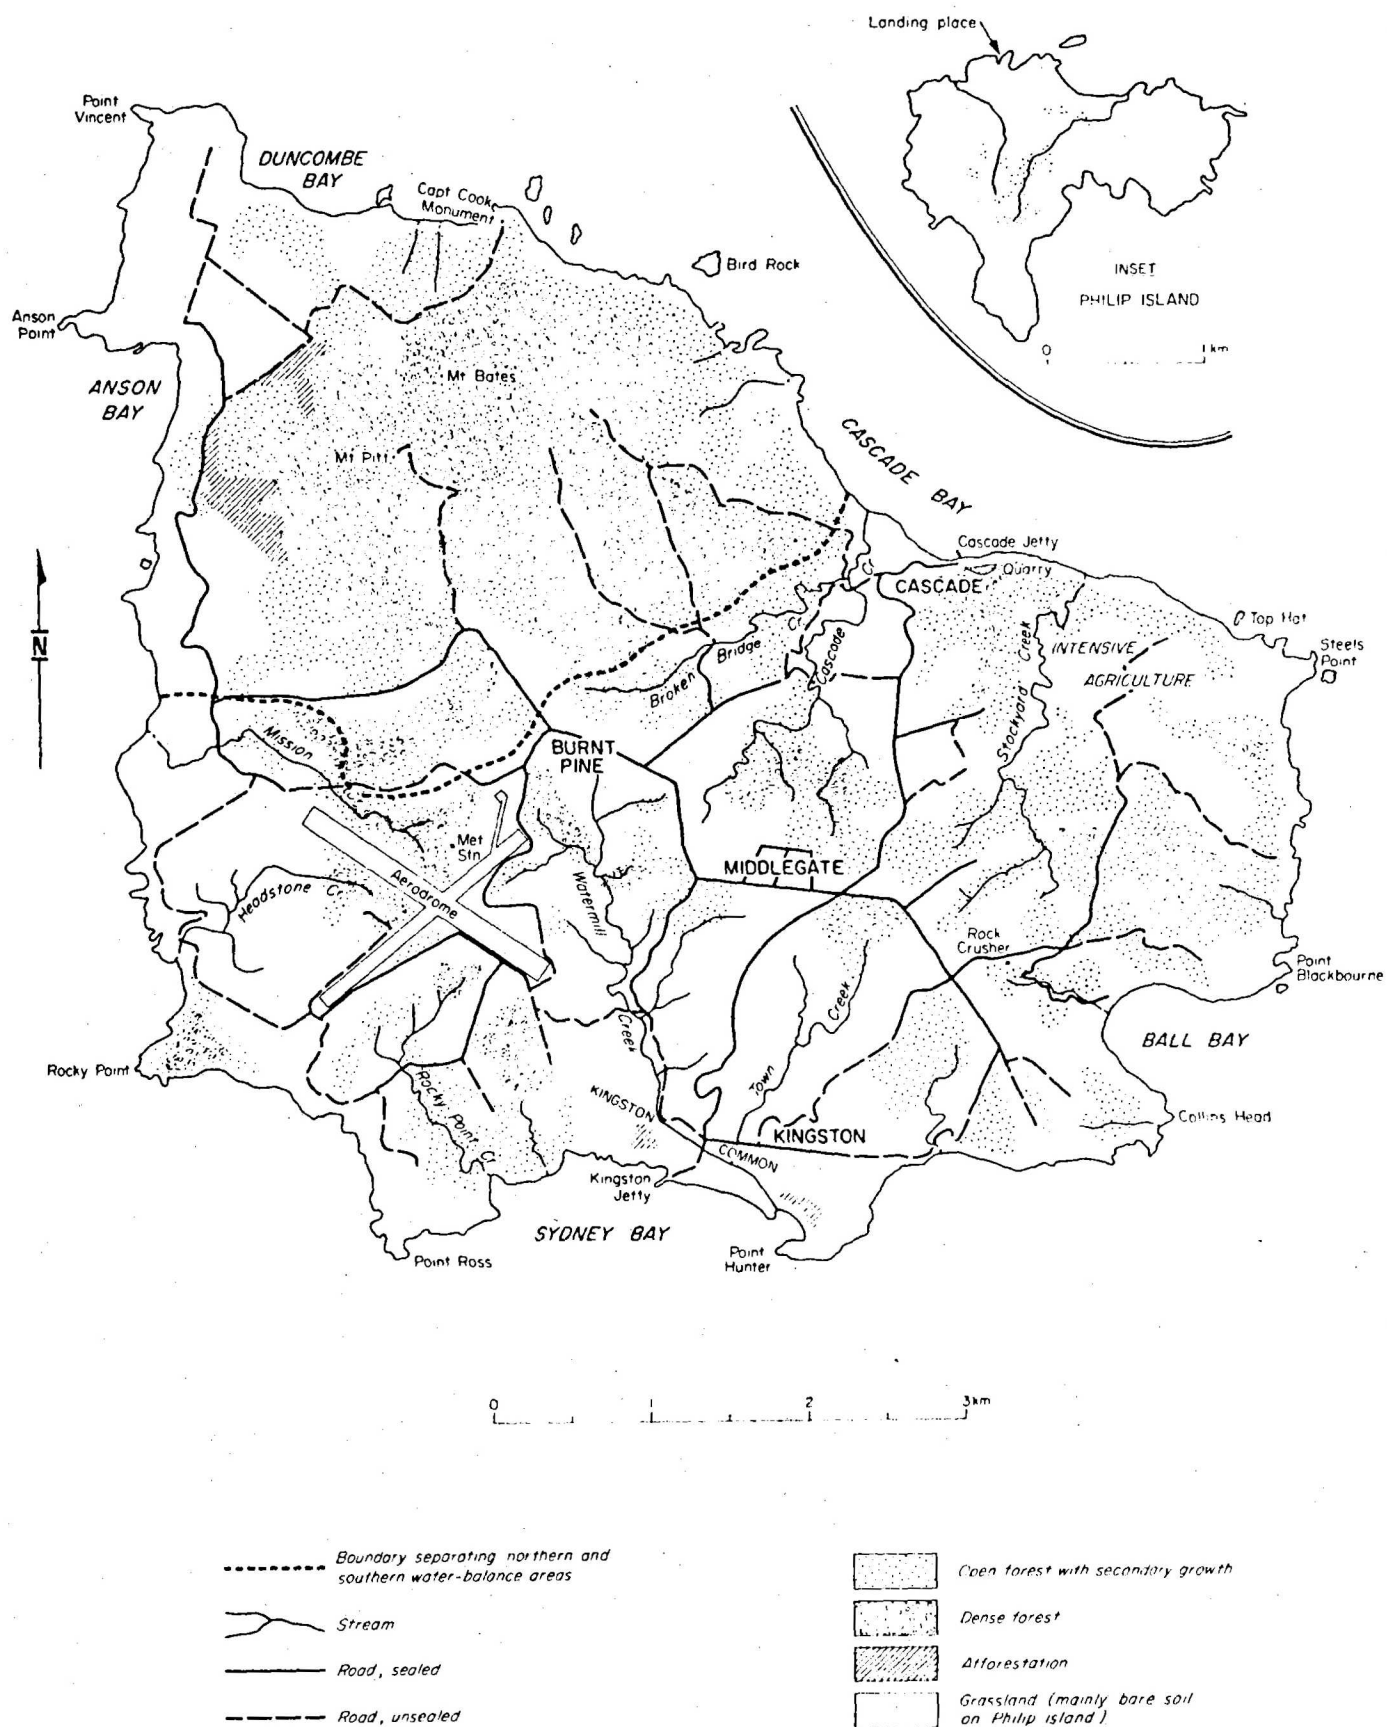 Landing place
Point
Vincent
DUNCOMBE
BAY
Capt Cook
Monument
Bird Rock
INSET
PHILIP ISLAND
0
1 km
Anson
Point
ANSON
BAY
Mt Bates
Mt Pitt
CASCADE BAY
Cascade Jetty
Quarry
CASCADE
Cr
N
Top Hat
Steels
Point
INTENSIVE
AGRICULTURE
Stockyard Creek
Broken Bridge Cr
Cascade
Mission
BURNT
PINE
Met
Stn
Aerodrome
MIDDLEGATE
Headstone Cr
Watermill
Creek
Rock
Crusher
Point
Blackbourne
BALL BAY
Town Creek
Rocky Point
Rocky Point Cr
KINGSTON
COMMON
KINGSTON
Collins Head
Kingston
Jetty
SYDNEY BAY
Point Ross
Point
Hunter
0 1 2 3km
Boundary separating northern and
southern water-balance areas
Stream
Road, sealed
Road, unsealed
Open forest with secondary growth
Dense forest
Afforestation
Grassland (mainly bare soil
on Philip island)